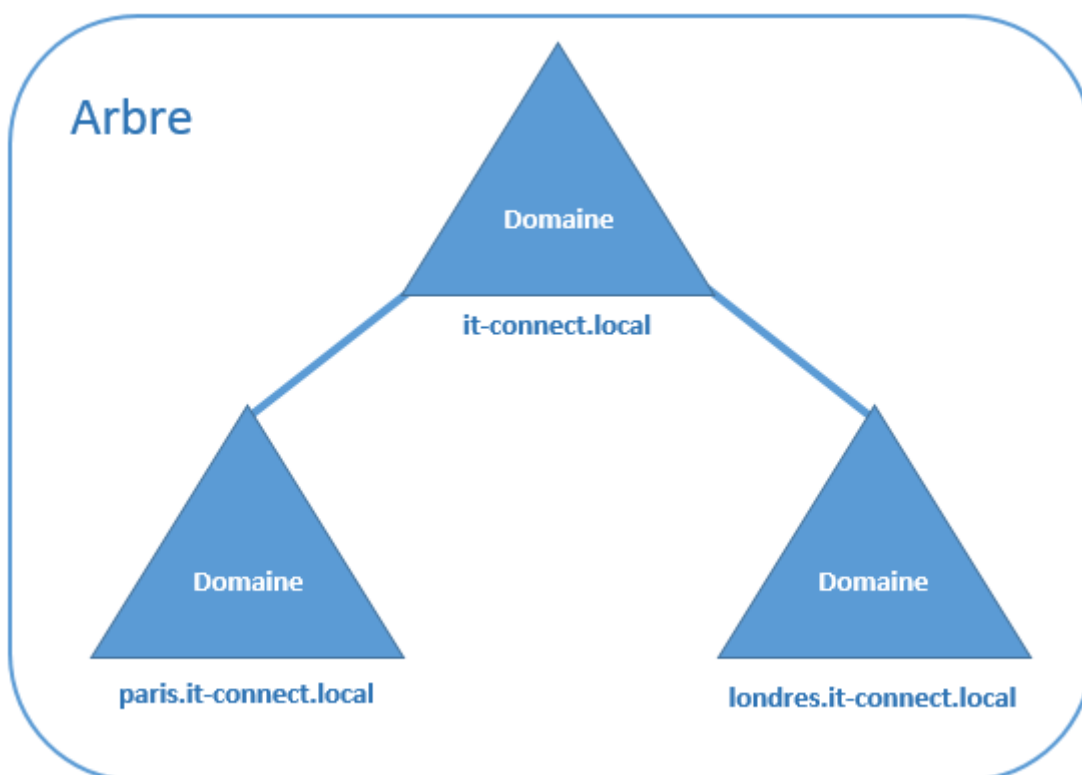 Arbre
Domaine
it-connect.local
Domaine
Domaine
paris.it-connect.local
londres.it-connect.local